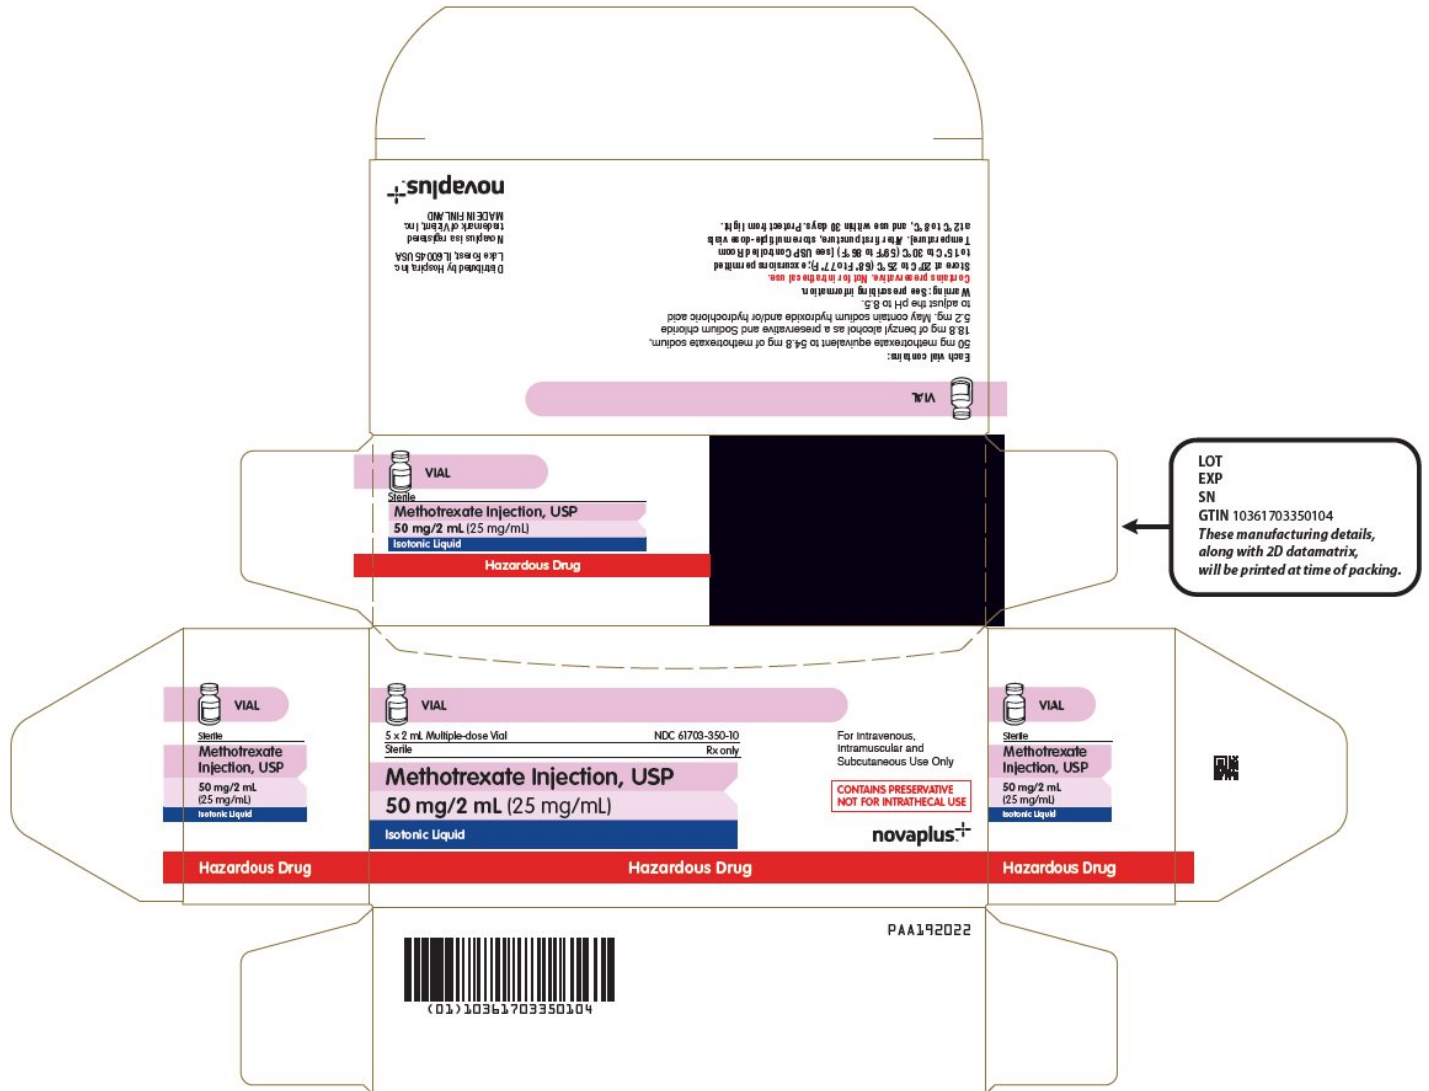 novaplus
Distributed by Hospira, Inc.
Lake Forest, IL 60045 USA
Novaplus is a registered
trademark of Vizient, Inc.
MADE IN FINLAND
VIAL
Each vial contains:
50 mg methotrexate equivalent to 54.8 mg of methotrexate sodium,
18.8 mg of benzyl alcohol as a preservative and Sodium chloride
5.2 mg. May contain sodium hydroxide and/or hydrochloric acid
to adjust the pH to 8.5.
Warning: See prescribing information.
Contains preservative. Not for intrathecal use.
Store at 20°C to 25°C (68°F to 77°F); excursions permitted
to 15°C to 30°C (59°F to 86°F) [see USP Controlled Room
Temperature]. After first puncture, store multiple-dose vials
at 2°C to 8°C, and use within 30 days. Protect from light.
VIAL
Sterile
Methotrexate Injection, USP
50 mg/2 mL (25 mg/mL)
Isotonic Liquid
Hazardous Drug
LOT
EXP
SN
GTIN 10361703350104
These manufacturing details,
along with 2D datamatrix,
will be printed at time of packing.
VIAL
Sterile
Methotrexate
Injection, USP
50 mg/2 mL
(25 mg/mL)
Isotonic Liquid
Hazardous Drug
VIAL
5 x 2 mL Multiple-dose Vial NDC 61703-350-10
Sterile Rx only
Methotrexate Injection, USP
50 mg/2 mL (25 mg/mL)
Isotonic Liquid
For Intravenous,
Intramuscular and
Subcutaneous Use Only
CONTAINS PRESERVATIVE
NOT FOR INTRATHECAL USE
novaplus
Hazardous Drug
VIAL
Sterile
Methotrexate
Injection, USP
50 mg/2 mL
(25 mg/mL)
Isotonic Liquid
Hazardous Drug
PAA192022
(01)10361703350104